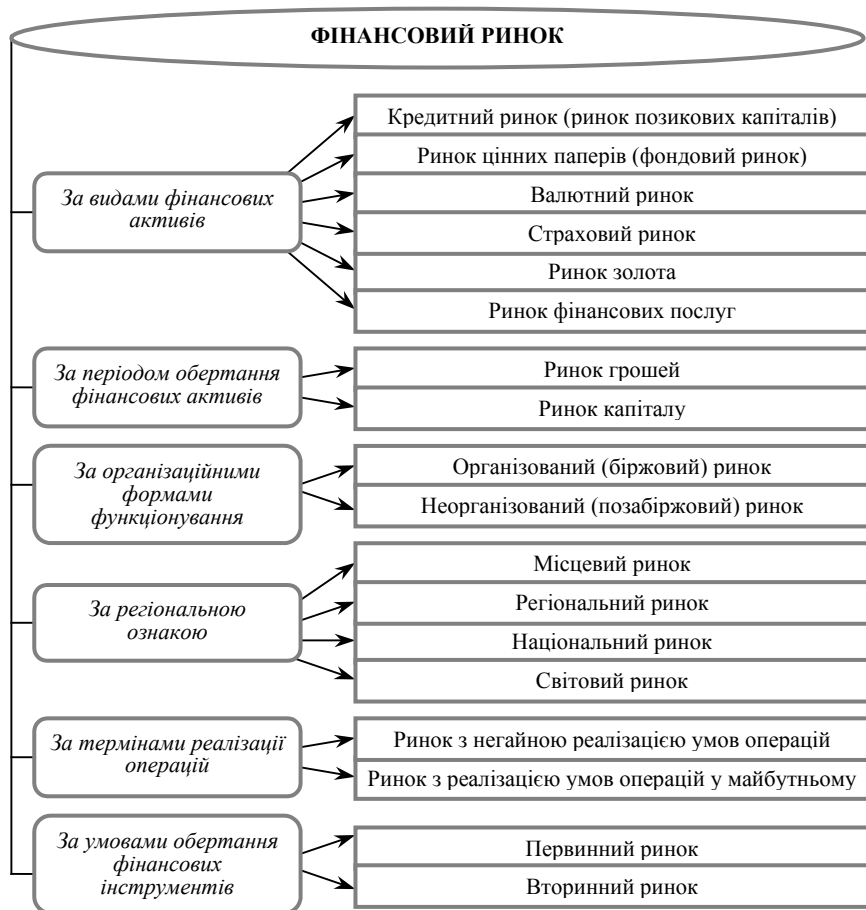 ФІНАНСОВИЙ РИНОК
За видами фінансових
активів
Кредитний ринок (ринок позикових капіталів)
Ринок цінних паперів (фондовий ринок)
Валютний ринок
Страховий ринок
Ринок золота
Ринок фінансових послуг
За періодом обертання
фінансових активів
Ринок грошей
Ринок капіталу
За організаційними
формами
функціонування
Організований (біржовий) ринок
Неорганізований (позабіржовий) ринок
За регіональною
ознакою
Місцевий ринок
Регіональний ринок
Національний ринок
Світовий ринок
За термінами реалізації
операцій
Ринок з негайною реалізацією умов операцій
Ринок з реалізацією умов операцій у майбутньому
За умовами обертання
фінансових
інструментів
Первинний ринок
Вторинний ринок